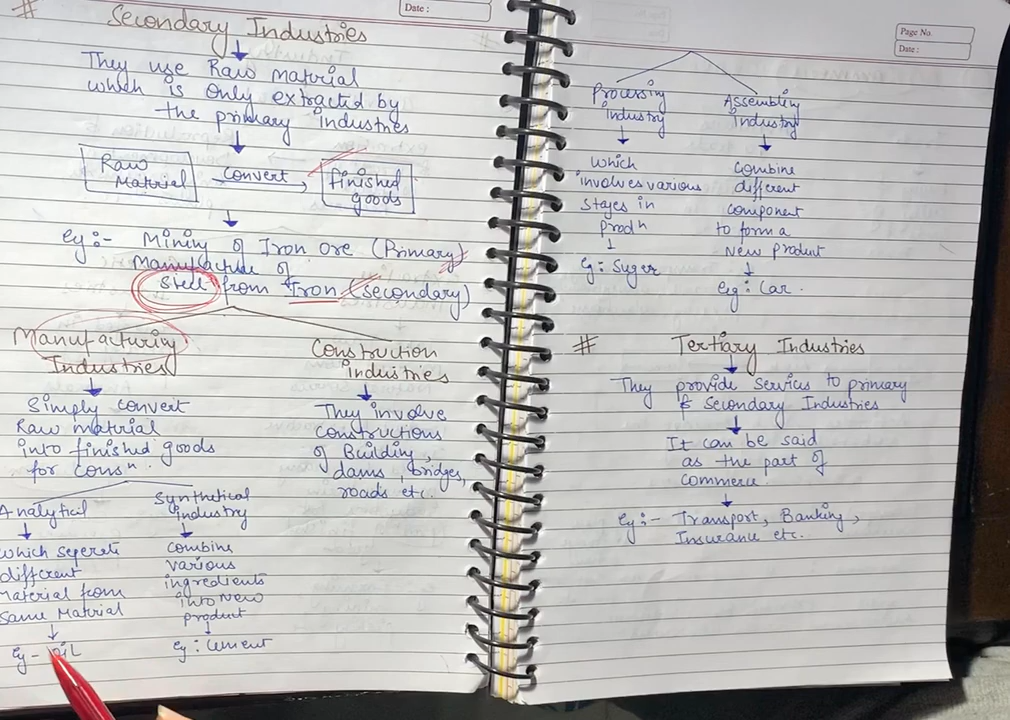 #
Secondary Industries
Date :
They use Raw material
which is only extracted by
the primary industries
Raw Material
convert
finished goods
Eg :- Mining of Iron ore (Primary)
Manufacture of
Steel from Iron (secondary)
Manufacturing Industries
Simply convert
Raw material
into finished goods
for consn.
Construction industries
They involve
constructions
of Building,
dams, bridges,
roads etc.
Analytical
which seperete
different
material from
Same Material
Eg - oil
Synthetical industry
combine
various
ingredients
into New
product
Eg : Cement
Page No.
Date :
Processing industry
which
involves various
stages in
prodn
Eg : Suger
Assembling industry
Combine
different
component
to form a
New product
Eg : Car.
#
Tertiary Industries
They provide Servics to primary
& Secondary Industries
It can be said
as the part of
commerce.
Eg :- Transport, Banking,
Insurance etc.